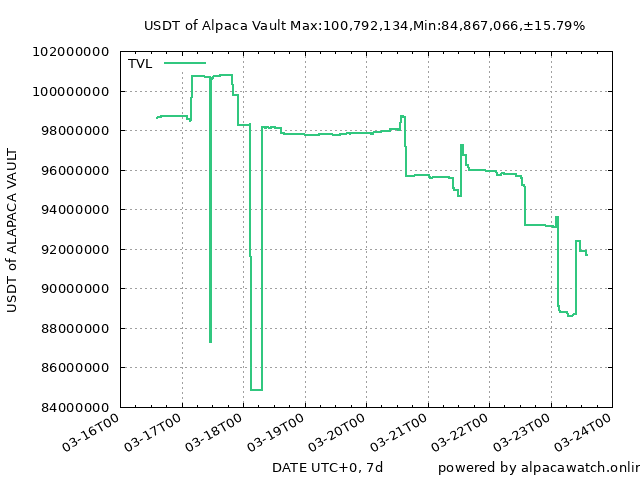 USDT of Alpaca Vault Max:100,792,134,Min:84,867,066,±15.79%
TVL
102000000
100000000
98000000
96000000
94000000
92000000
90000000
88000000
86000000
84000000
USDT of ALAPACA VAULT
03-16T00
03-17T00
03-18T00
03-19T00
03-20T00
03-21T00
03-22T00
03-23T00
03-24T00
DATE UTC+0, 7d
powered by alpacawatch.onlin